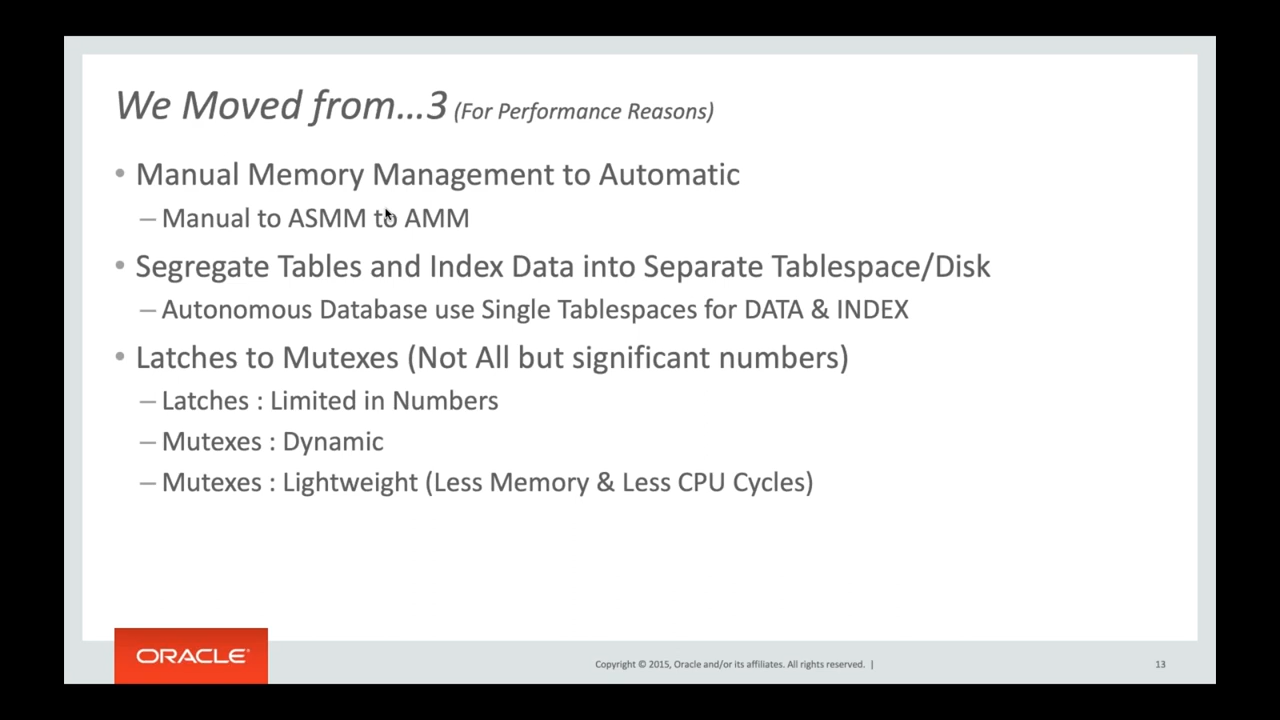 We Moved from...3 (For Performance Reasons)
• Manual Memory Management to Automatic
– Manual to ASMM to AMM
• Segregate Tables and Index Data into Separate Tablespace/Disk
– Autonomous Database use Single Tablespaces for DATA & INDEX
• Latches to Mutexes (Not All but significant numbers)
– Latches : Limited in Numbers
– Mutexes : Dynamic
– Mutexes : Lightweight (Less Memory & Less CPU Cycles)
ORACLE®
Copyright © 2015, Oracle and/or its affiliates. All rights reserved. |
13